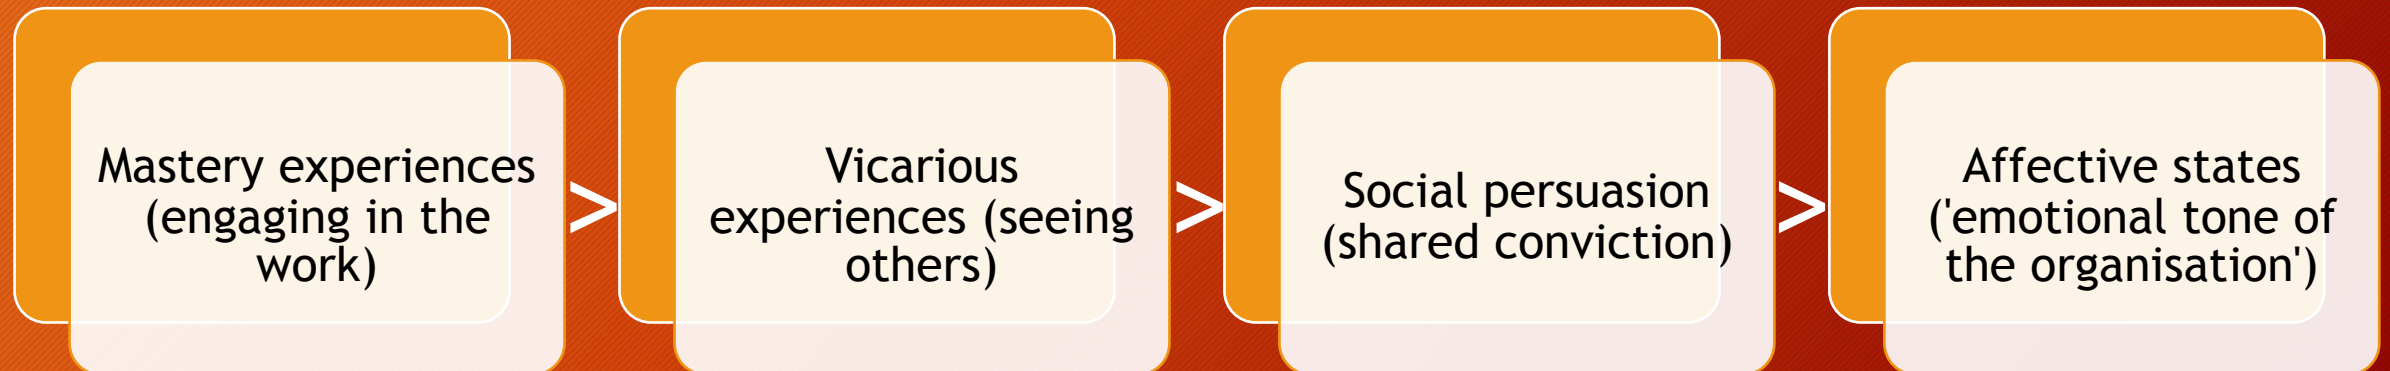 Mastery experiences
(engaging in the
work)
>
Vicarious
experiences (seeing
others)
>
Social persuasion
(shared conviction)
>
Affective states
('emotional tone of
the organisation')